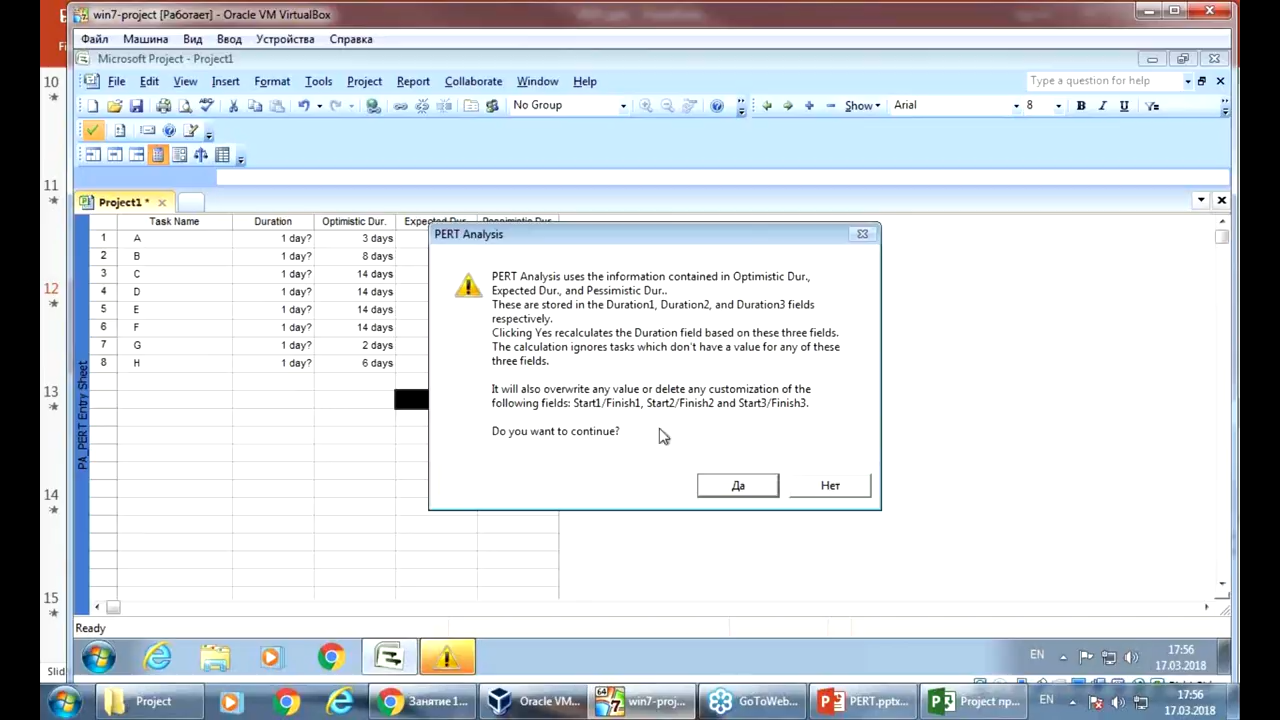 win7-project [Работает] - Oracle VM VirtualBox
Файл Машина Вид Ввод Устройства Справка
Microsoft Project - Project1
File Edit View Insert Format Tools Project Report Collaborate Window Help
Type a question for help
No Group
Show
Arial
8
B I U
Project1 *
Task Name Duration Optimistic Dur. Expected Dur. Pessimistic Dur.
1 A 1 day? 3 days
2 B 1 day? 8 days
3 C 1 day? 14 days
4 D 1 day? 14 days
5 E 1 day? 14 days
6 F 1 day? 14 days
7 G 1 day? 2 days
8 H 1 day? 6 days
PA_PERT Entry Sheet
PERT Analysis
PERT Analysis uses the information contained in Optimistic Dur.,
Expected Dur., and Pessimistic Dur..
These are stored in the Duration1, Duration2, and Duration3 fields
respectively.
Clicking Yes recalculates the Duration field based on these three fields.
The calculation ignores tasks which don't have a value for any of these
three fields.
It will also overwrite any value or delete any customization of the
following fields: Start1/Finish1, Start2/Finish2 and Start3/Finish3.
Do you want to continue?
Да Нет
10
11
12
13
14
15
Ready
EN
17:56
17.03.2018
Slid
Project
Занятие 1...
Oracle VM...
64
win7-proj...
GoToWeb...
PERT.pptx...
Project пр...
EN
17:56
17.03.2018